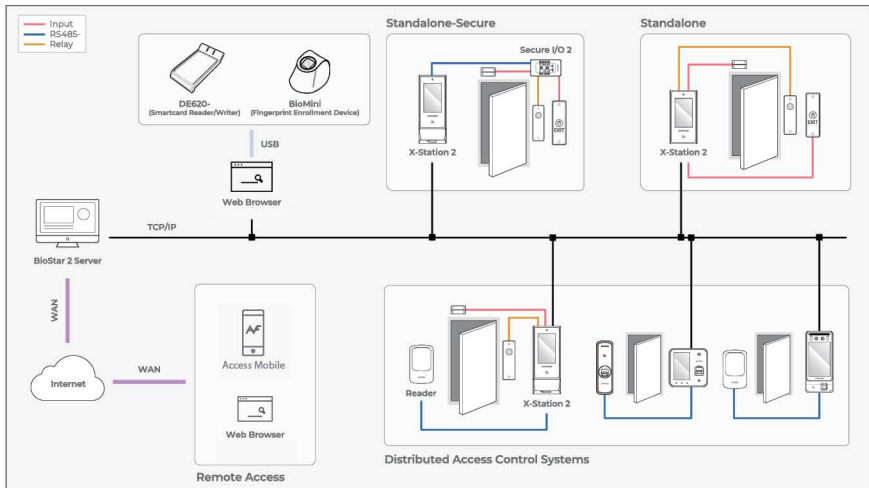 Input
RS485-
Relay
DE620-
(Smartcard Reader/Writer)
BioMini
(Fingerprint Enrollment Device)
USB
Web Browser
Standalone-Secure
Secure I/O 2
EXIT
X-Station 2
Standalone
EXIT
X-Station 2
TCP/IP
BioStar 2 Server
WAN
Internet
WAN
Access Mobile
Web Browser
Remote Access
Reader
X-Station 2
Distributed Access Control Systems